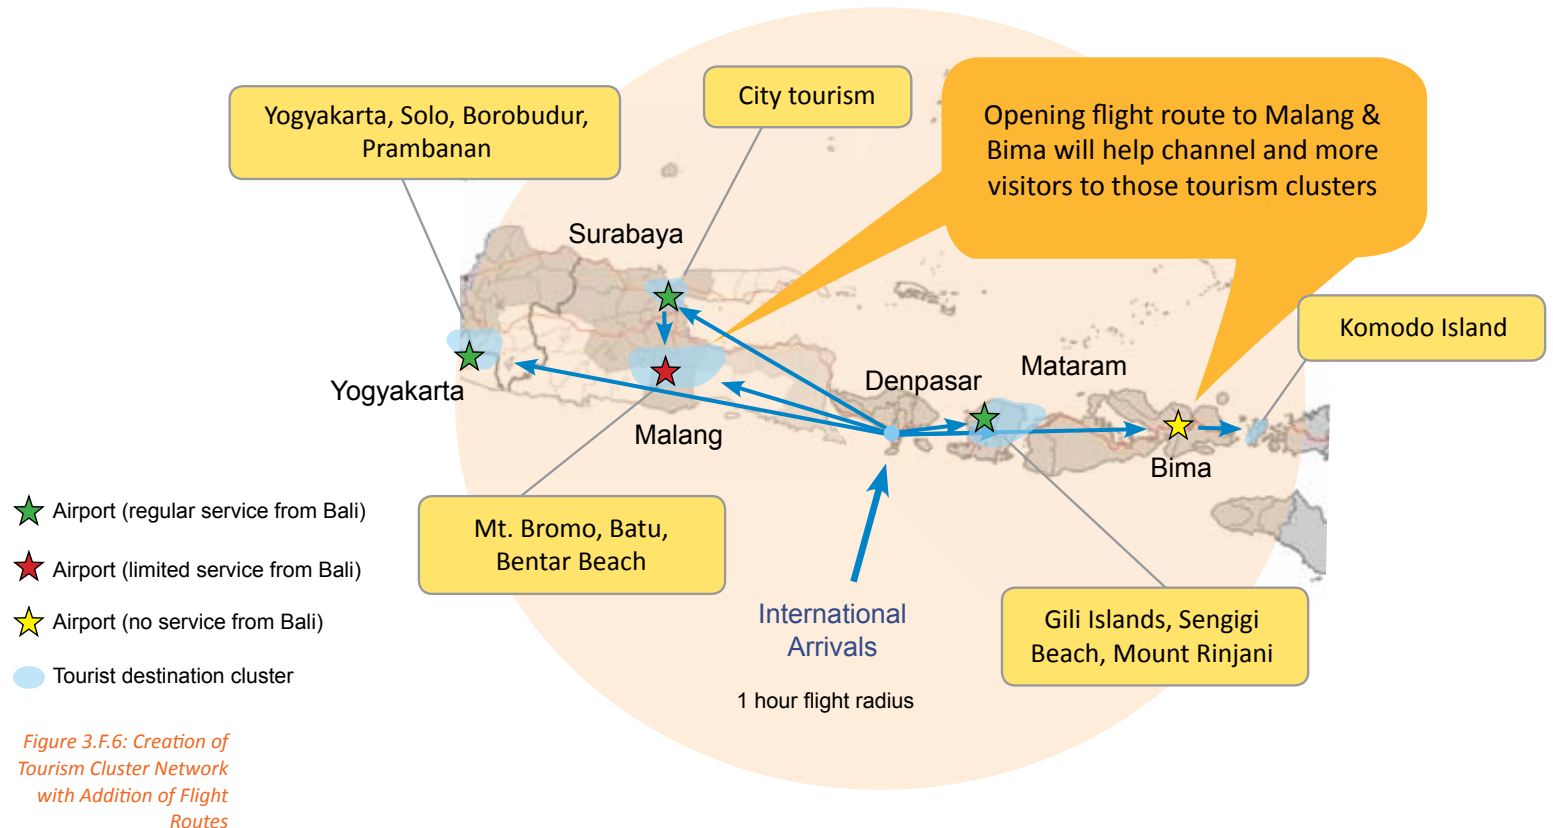 Yogyakarta, Solo, Borobudur,
Prambanan
City tourism
Opening flight route to Malang &
Bima will help channel and more
visitors to those tourism clusters
Surabaya
Komodo Island
Yogyakarta
Denpasar
Mataram
Malang
Bima
Airport (regular service from Bali)
Airport (limited service from Bali)
Airport (no service from Bali)
Tourist destination cluster
Mt. Bromo, Batu,
Bentar Beach
International
Arrivals
1 hour flight radius
Gili Islands, Sengigi
Beach, Mount Rinjani
Figure 3.F.6: Creation of
Tourism Cluster Network
with Addition of Flight
Routes